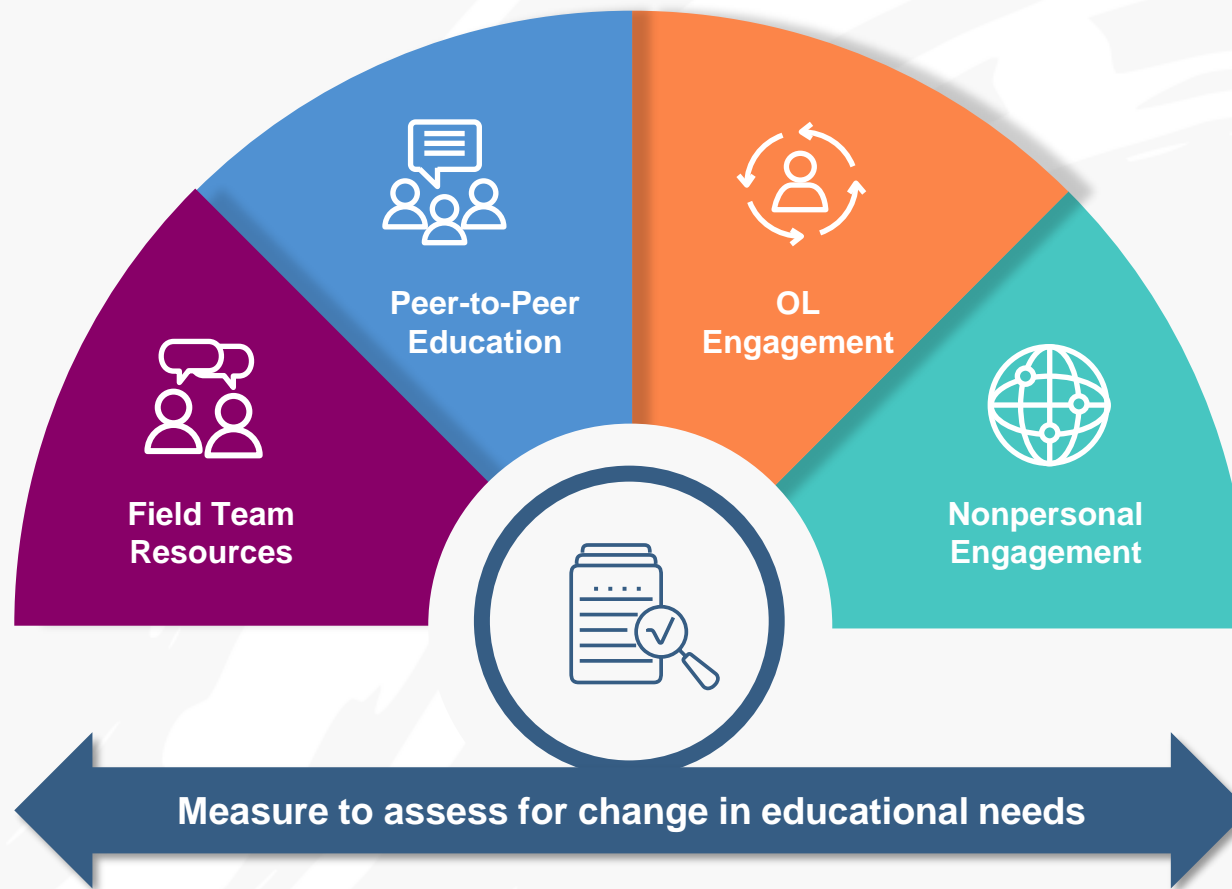 Peer-to-Peer
Education
OL
Engagement
Field Team
Resources
Nonpersonal
Engagement
Measure to assess for change in educational needs